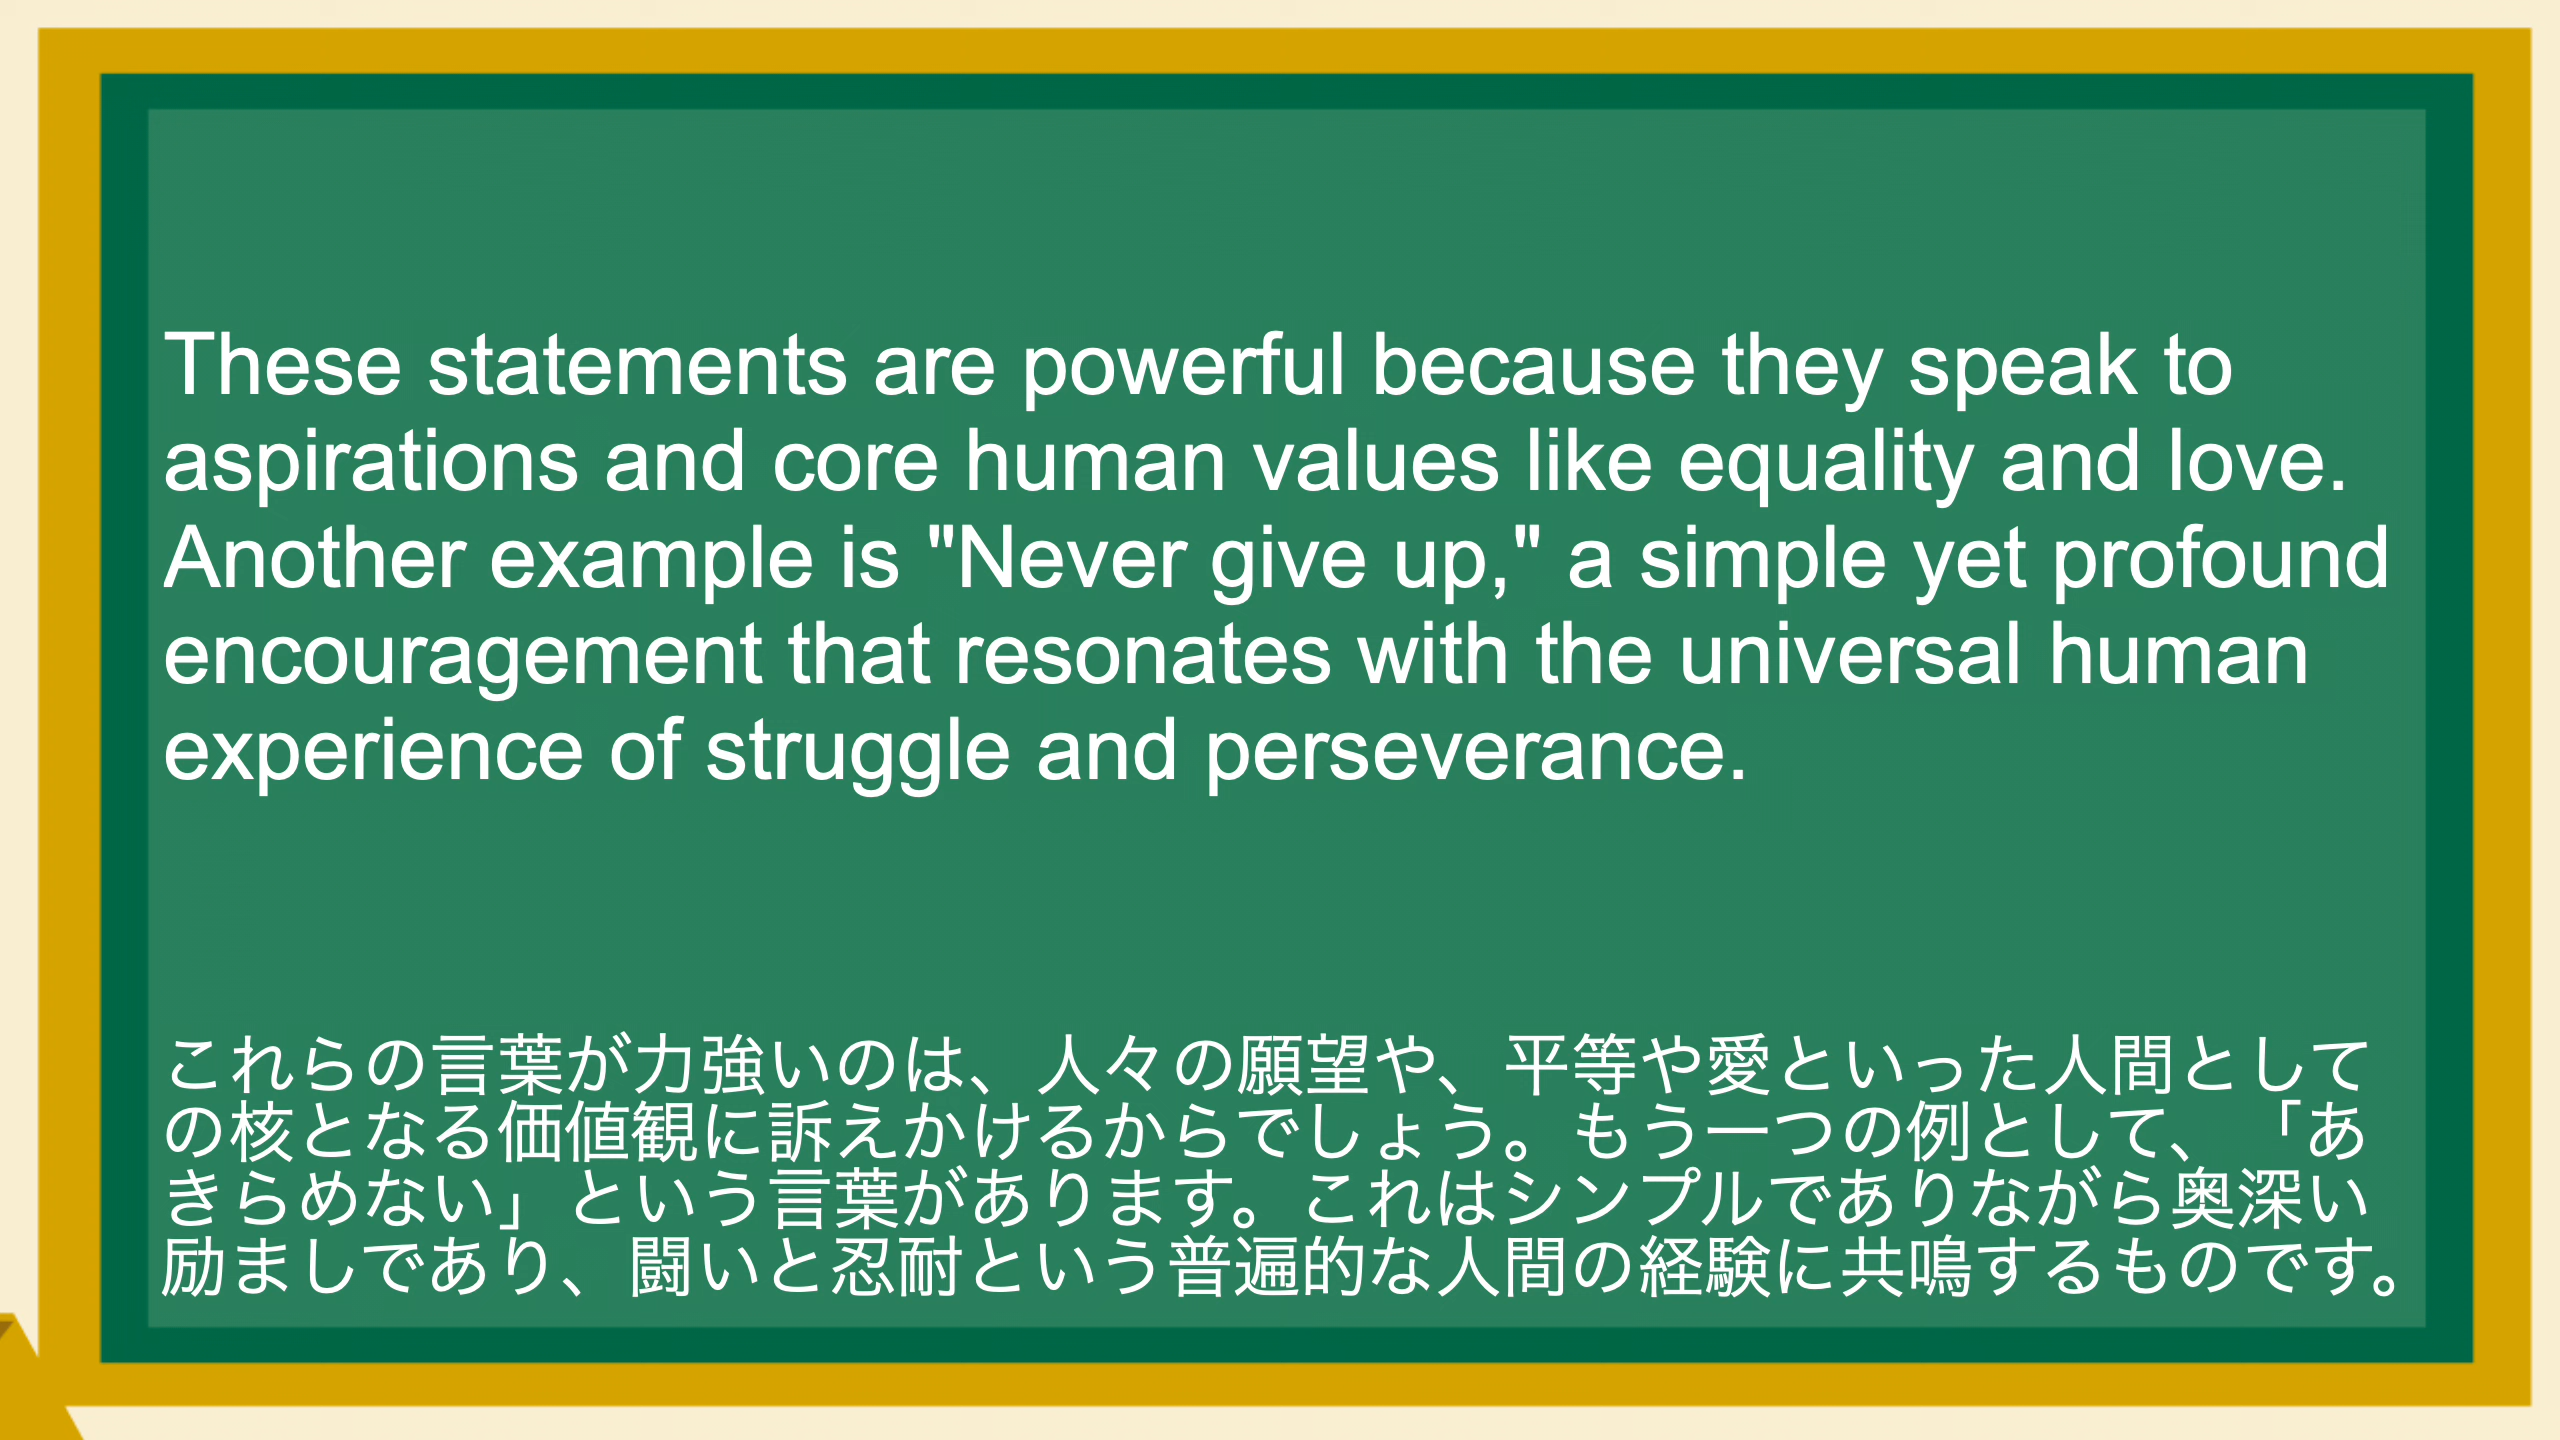 These statements are powerful because they speak to
aspirations and core human values like equality and love.
Another example is "Never give up," a simple yet profound
encouragement that resonates with the universal human
experience of struggle and perseverance.
これらの言葉が力強いのは、人々の願望や、平等や愛といった人間として
の核となる価値観に訴えかけるからでしょう。もう一つの例として、「あ
きらめない」という言葉があります。これはシンプルでありながら奥深い
励ましであり、闘いと忍耐という普遍的な人間の経験に共鳴するものです。